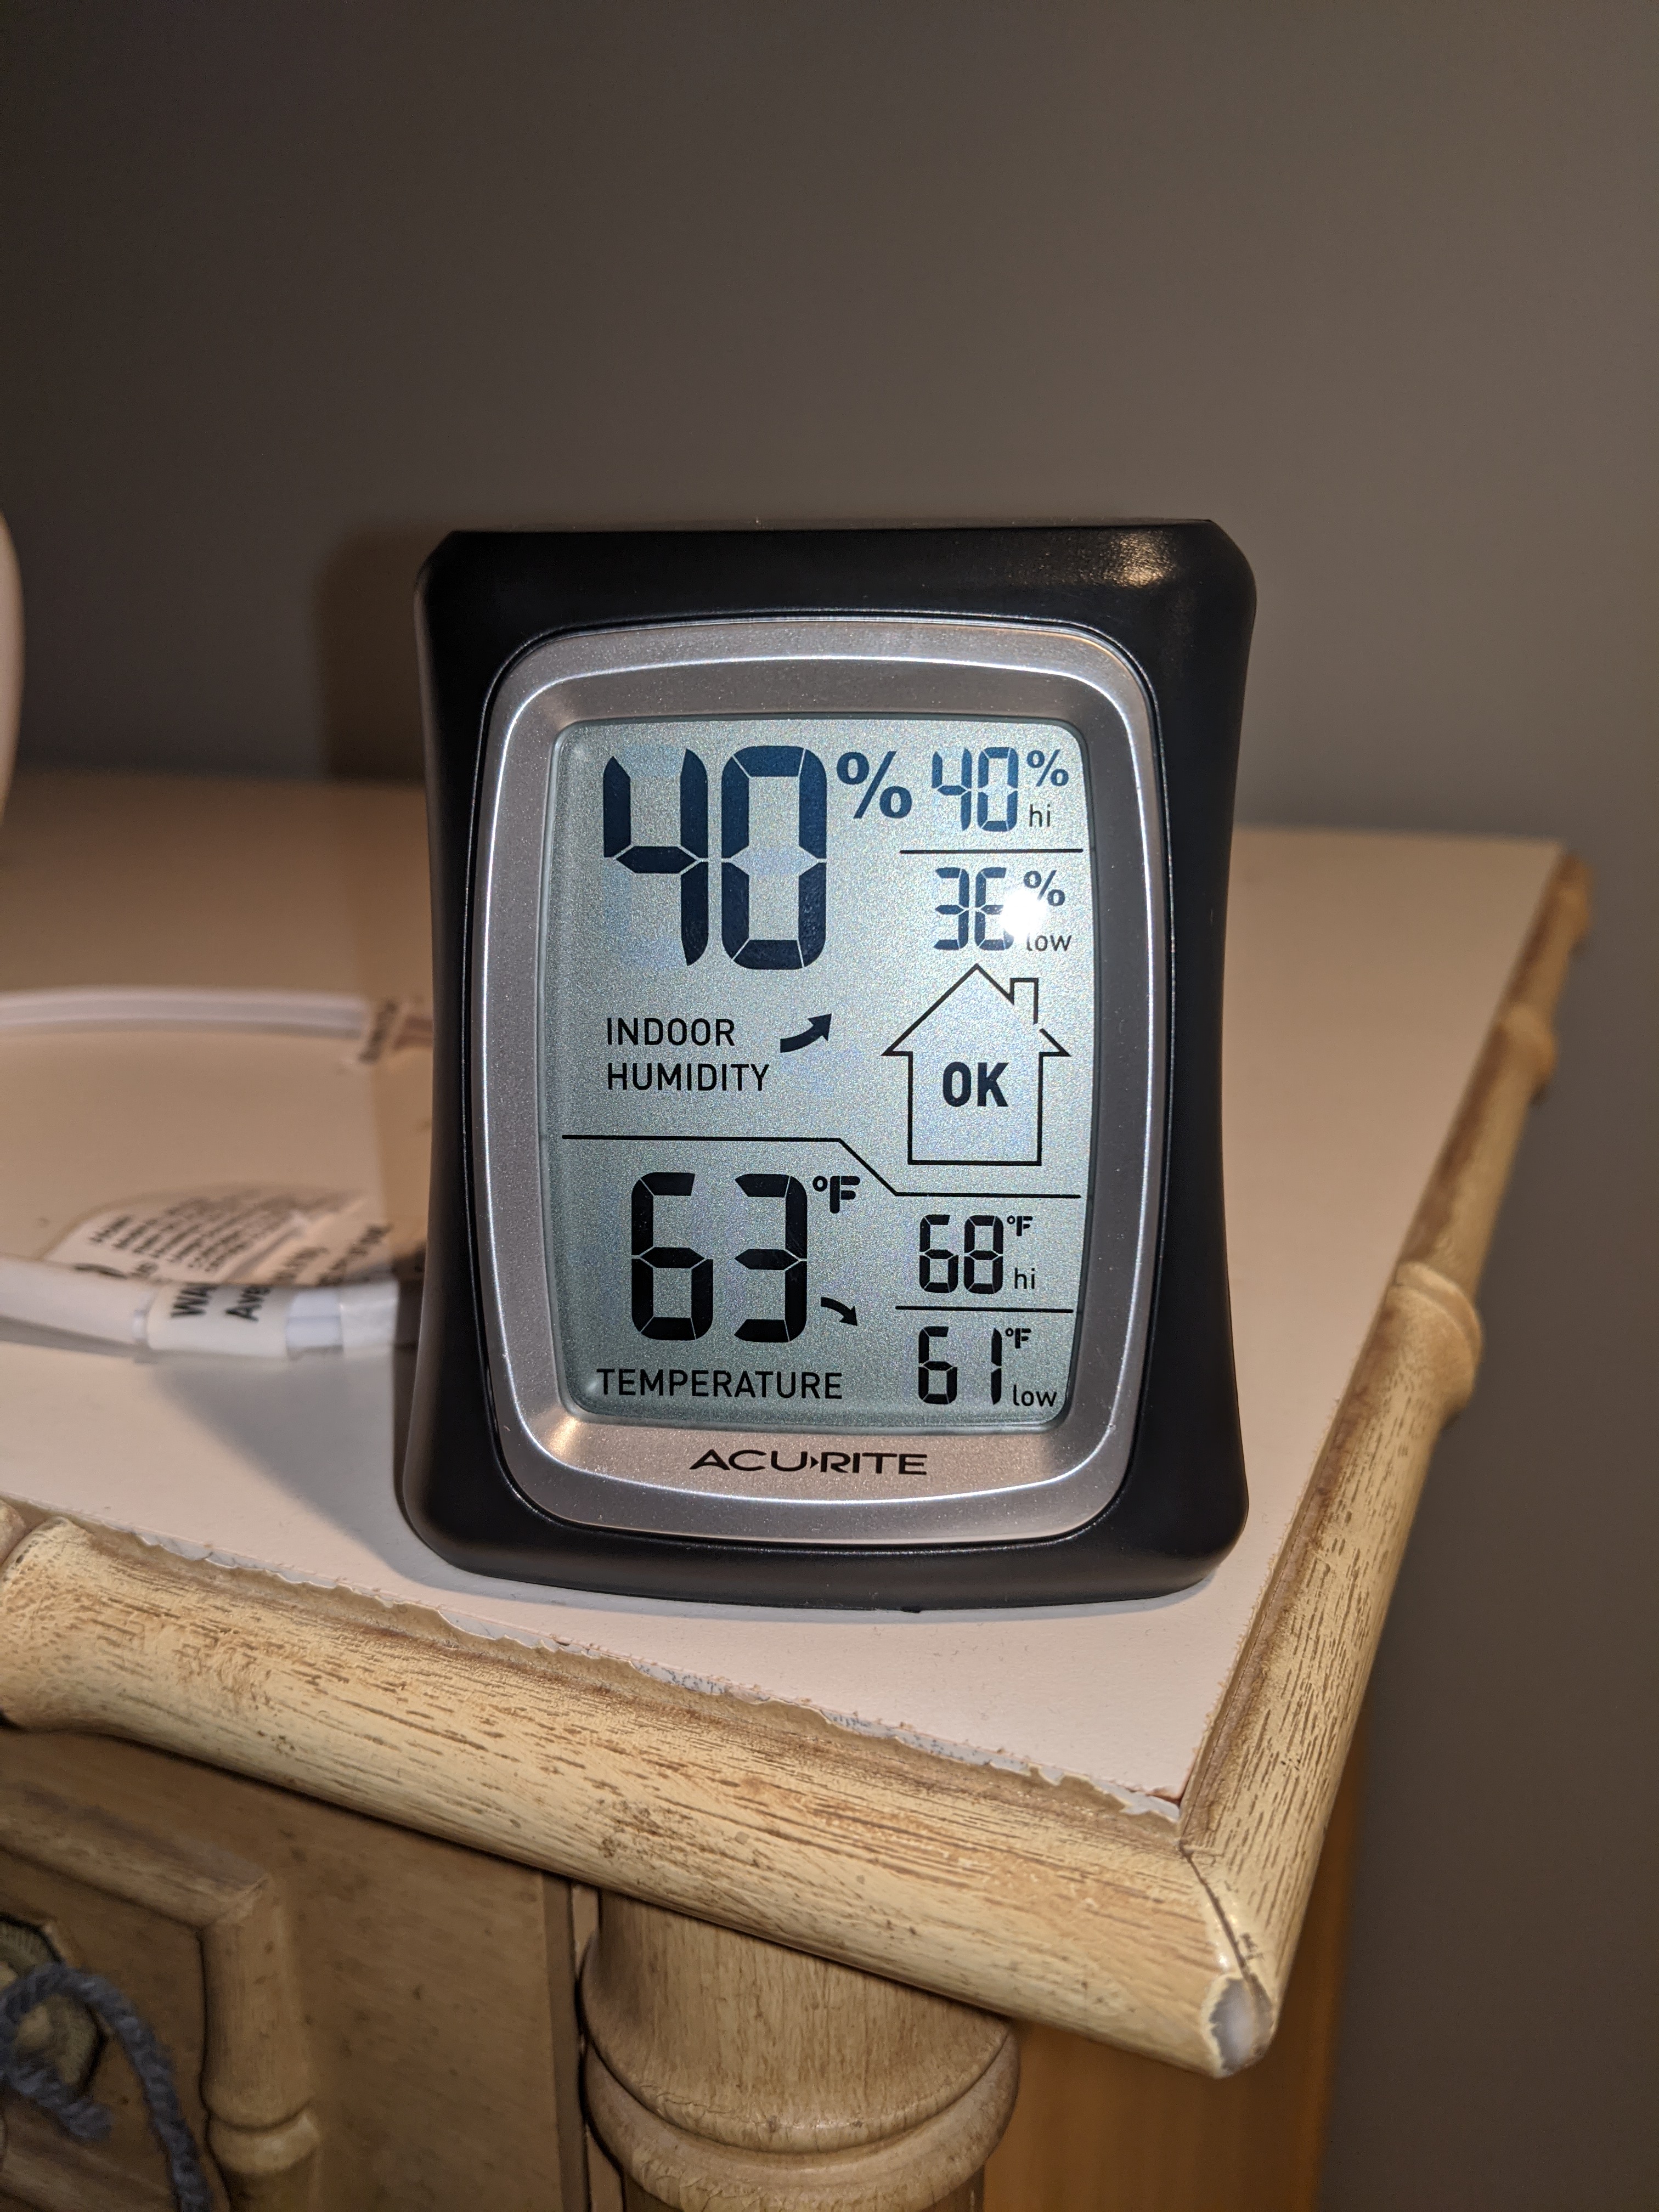 40% 40% hi
36% low
INDOOR
HUMIDITY
OK
63°F 68°F hi
61°F low
TEMPERATURE
ACURITE